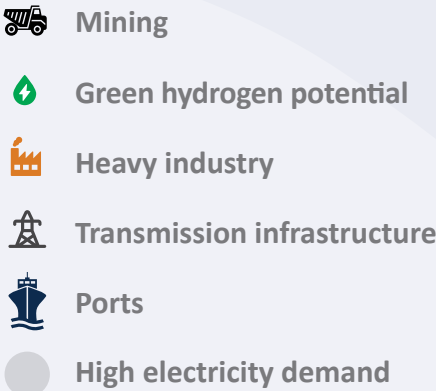 Mining
Green hydrogen potential
Heavy industry
Transmission infrastructure
Ports
High electricity demand